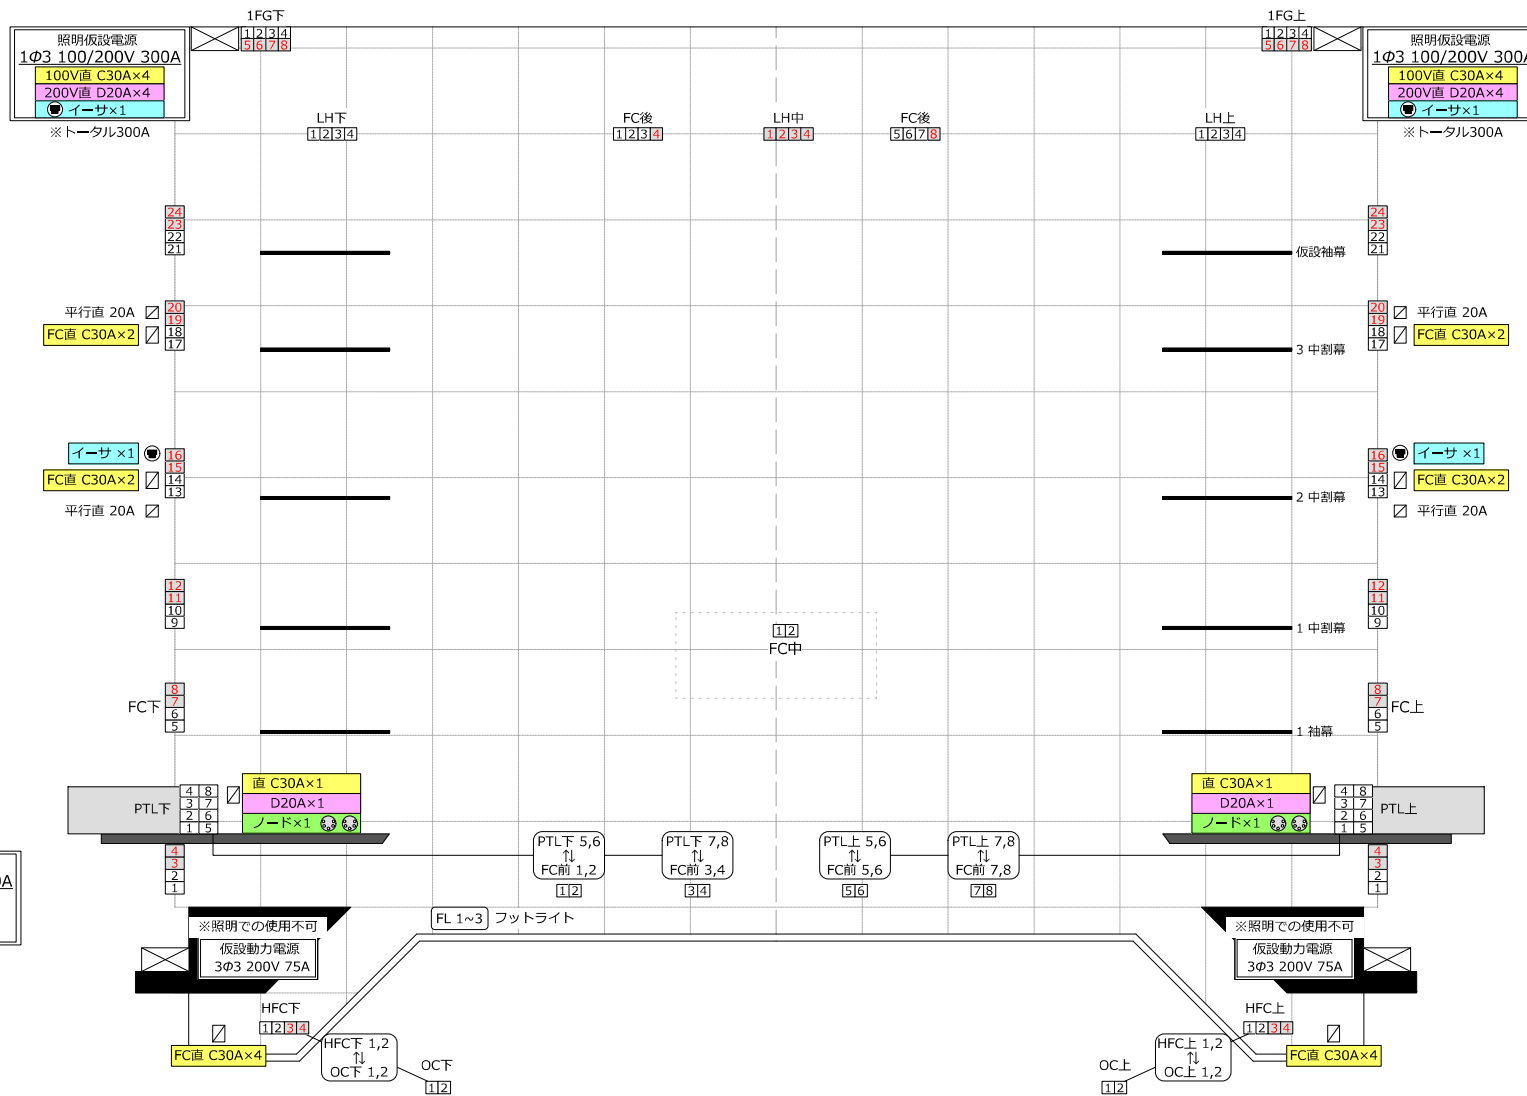 1FG下
1 2 3 4
5 6 7 8
1FG上
1 2 3 4
5 6 7 8
照明仮設電源
1Φ3 100/200V 300A
100V直 C30A×4
200V直 D20A×4
イーサ×1
※トータル300A
照明仮設電源
1Φ3 100/200V 300A
100V直 C30A×4
200V直 D20A×4
イーサ×1
※トータル300A
LH下
1 2 3 4
FC後
1 2 3 4
LH中
1 2 3 4
FC後
5 6 7 8
LH上
1 2 3 4
24
23
22
21
24
23
22
21
仮設袖幕
平行直 20A
FC直 C30A×2
20
19
18
17
3 中割幕
20
19
18
17
平行直 20A
FC直 C30A×2
イーサ ×1
FC直 C30A×2
平行直 20A
16
15
14
13
2 中割幕
16
15
14
13
イーサ ×1
FC直 C30A×2
平行直 20A
12
11
10
9
1 2
FC中
1 中割幕
12
11
10
9
FC下
8
7
6
5
1 袖幕
8
7
6
5
FC上
PTL下
4 8
3 7
2 6
1 5
直 C30A×1
D20A×1
ノード×1
直 C30A×1
D20A×1
ノード×1
4 8
3 7
2 6
1 5
PTL上
PTL下 5,6
⇅
FC前 1,2
1 2
PTL下 7,8
⇅
FC前 3,4
3 4
PTL上 5,6
⇅
FC前 5,6
5 6
PTL上 7,8
⇅
FC前 7,8
7 8
4
3
2
1
4
3
2
1
A
FL 1~3 フットライト
※照明での使用不可
仮設動力電源
3Φ3 200V 75A
※照明での使用不可
仮設動力電源
3Φ3 200V 75A
HFC下
1 2 3 4
FC直 C30A×4
HFC下 1,2
⇅
OC下 1,2
OC下
1 2
HFC上
1 2 3 4
FC直 C30A×4
HFC上 1,2
⇅
OC上 1,2
OC上
1 2